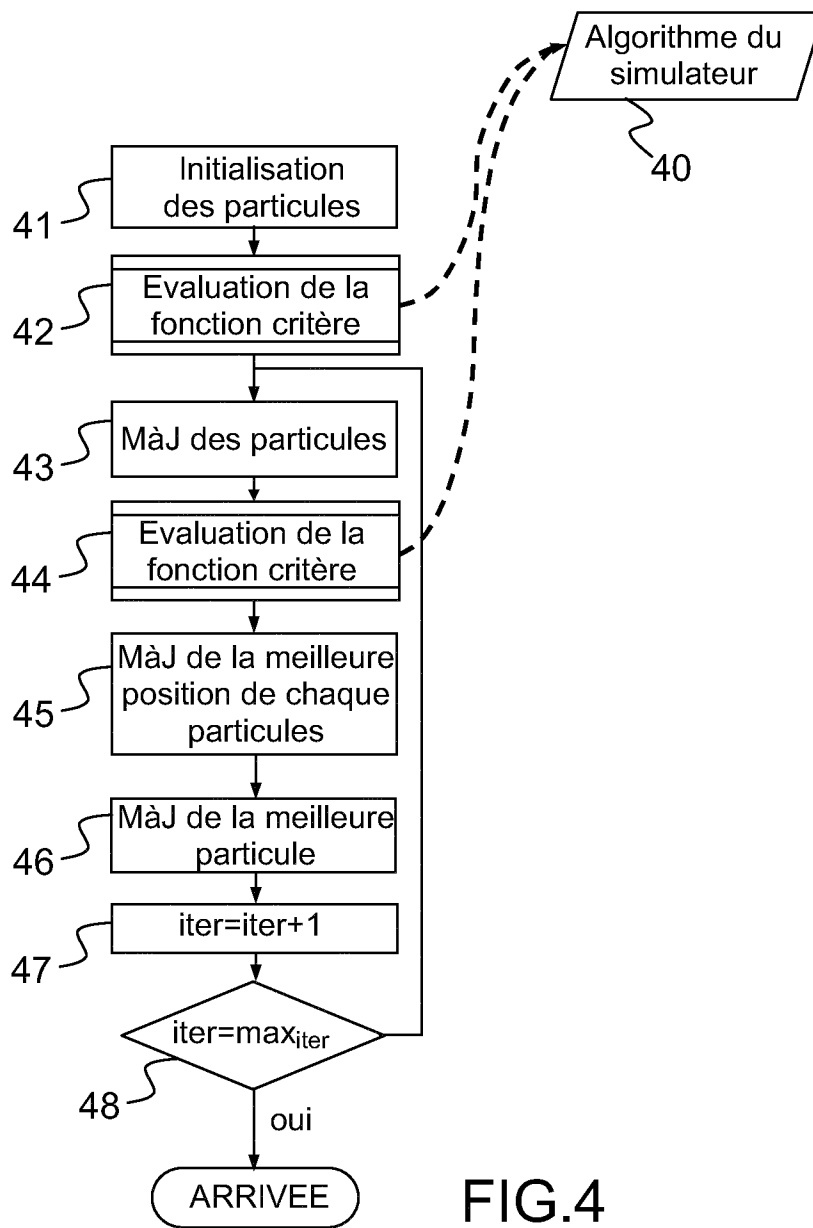 Algorithme du
simulateur
40
Initialisation
des particules
41
Evaluation de la
fonction critère
42
MàJ des particules
43
Evaluation de la
fonction critère
44
MàJ de la meilleure
position de chaque
particules
45
MàJ de la meilleure
particule
46
iter=iter+1
47
iter=maxiter
48
oui
ARRIVEE
FIG.4